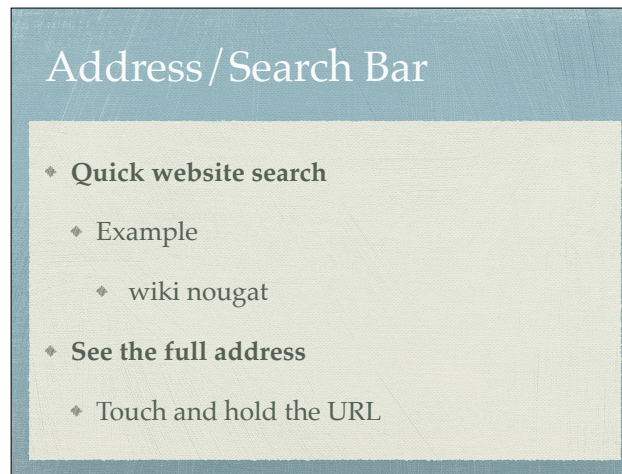 Address/Search Bar
Quick website search
Example
wiki nougat
See the full address
Touch and hold the URL